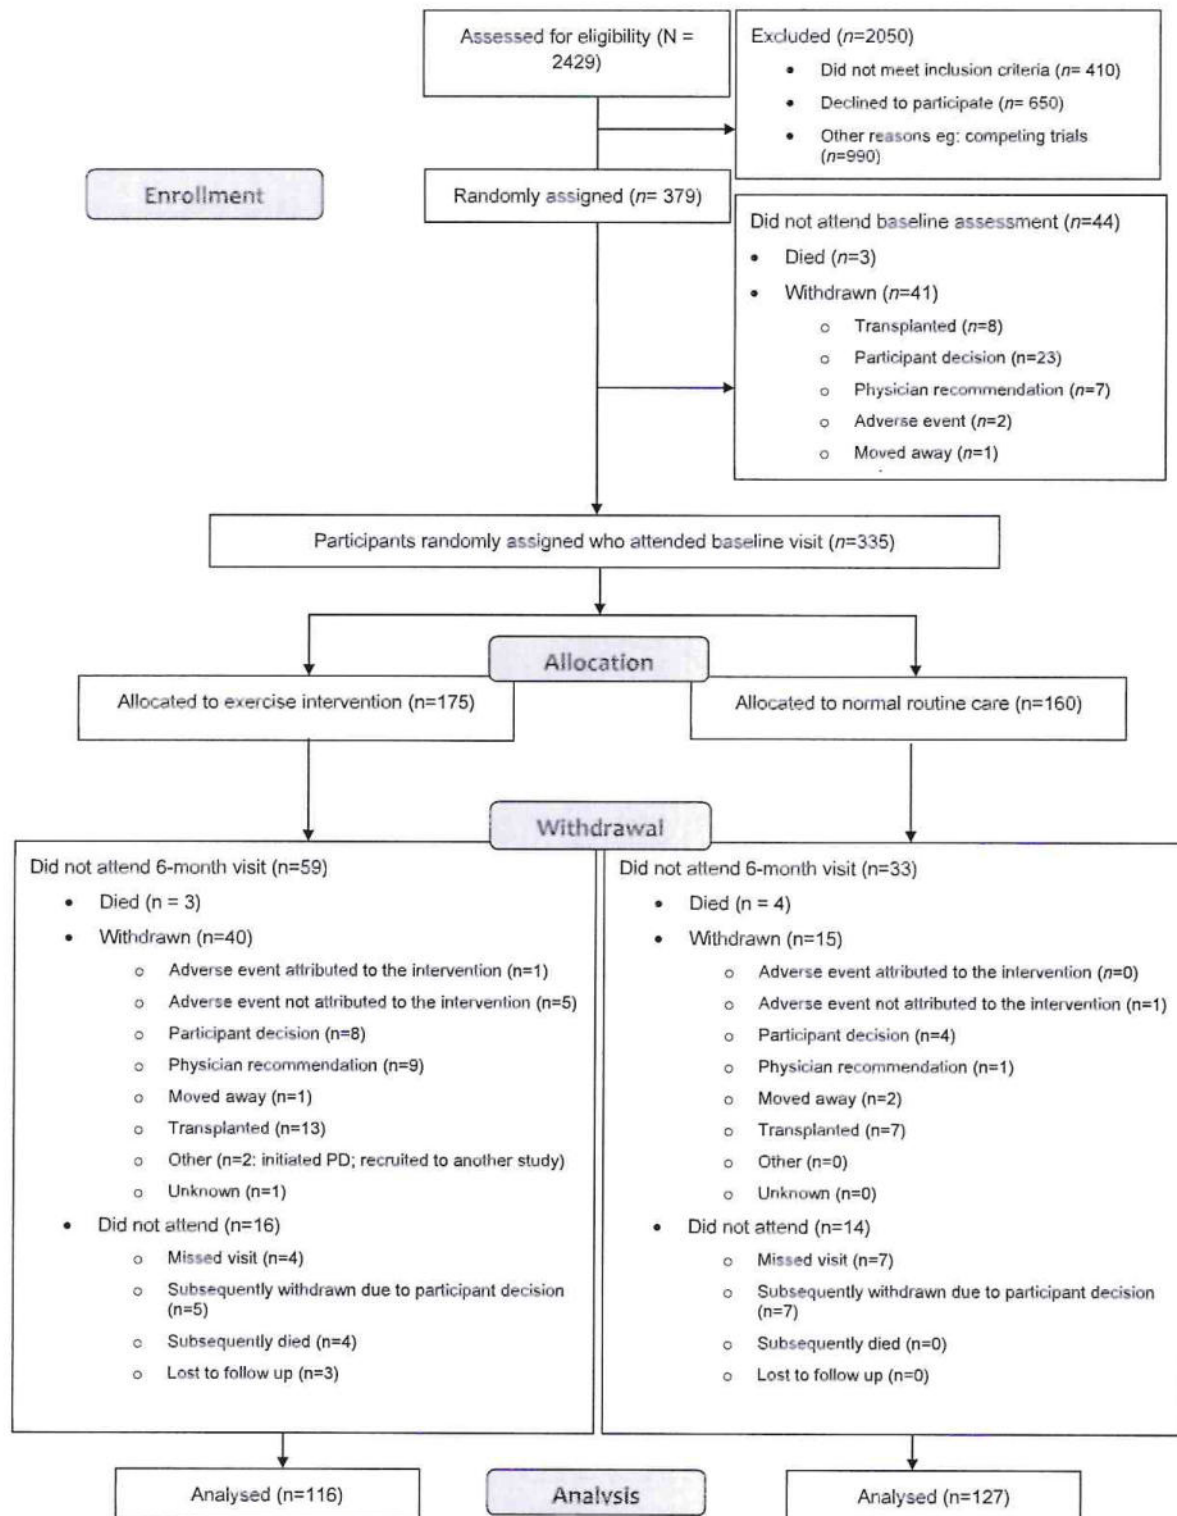 Assessed for eligibility (N =
2429)
Excluded (n=2050)
• Did not meet inclusion criteria (n= 410)
• Declined to participate (n= 650)
• Other reasons eg: competing trials
(n=990)
Enrollment
Randomly assigned (n= 379)
Did not attend baseline assessment (n=44)
• Died (n=3)
• Withdrawn (n=41)
o Transplanted (n=8)
o Participant decision (n=23)
o Physician recommendation (n=7)
o Adverse event (n=2)
o Moved away (n=1)
Participants randomly assigned who attended baseline visit (n=335)
Allocation
Allocated to exercise intervention (n=175)
Allocated to normal routine care (n=160)
Withdrawal
Did not attend 6-month visit (n=59)
• Died (n = 3)
• Withdrawn (n=40)
o Adverse event attributed to the intervention (n=1)
o Adverse event not attributed to the intervention (n=5)
o Participant decision (n=8)
o Physician recommendation (n=9)
o Moved away (n=1)
o Transplanted (n=13)
o Other (n=2: initiated PD; recruited to another study)
o Unknown (n=1)
• Did not attend (n=16)
o Missed visit (n=4)
o Subsequently withdrawn due to participant decision
(n=5)
o Subsequently died (n=4)
o Lost to follow up (n=3)
Did not attend 6-month visit (n=33)
• Died (n = 4)
• Withdrawn (n=15)
o Adverse event attributed to the intervention (n=0)
o Adverse event not attributed to the intervention (n=1)
o Participant decision (n=4)
o Physician recommendation (n=1)
o Moved away (n=2)
o Transplanted (n=7)
o Other (n=0)
o Unknown (n=0)
• Did not attend (n=14)
o Missed visit (n=7)
o Subsequently withdrawn due to participant decision
(n=7)
o Subsequently died (n=0)
o Lost to follow up (n=0)
Analysed (n=116)
Analysis
Analysed (n=127)